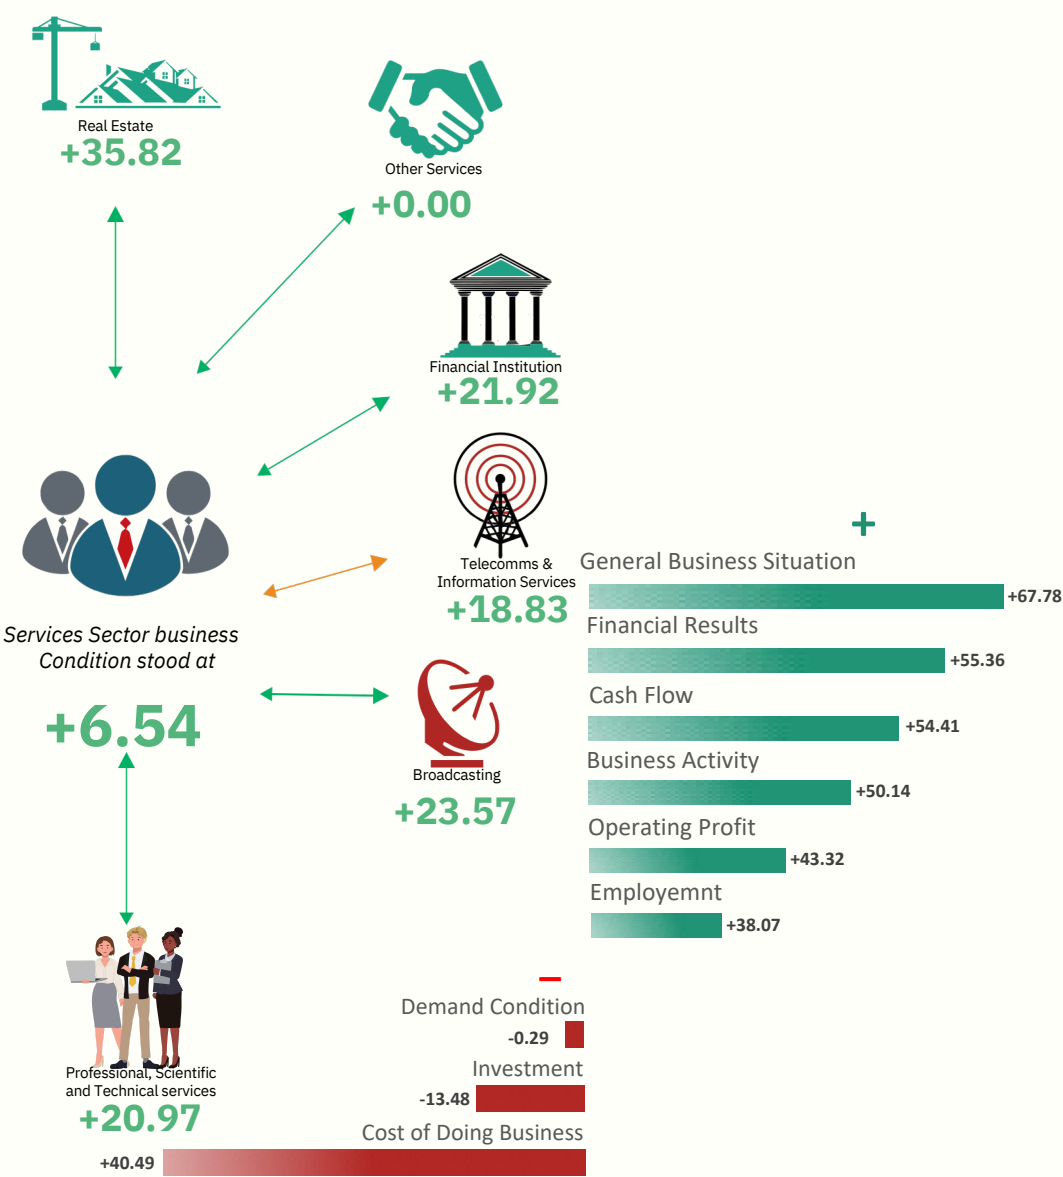 Real Estate
+35.82
Other Services
+0.00
Financial Institution
+21.92
Telecomms &
Information Services
+18.83
Broadcasting
+23.57
Services Sector business
Condition stood at
+6.54
Professional, Scientific
and Technical services
+20.97
+
General Business Situation
+67.78
Financial Results
+55.36
Cash Flow
+54.41
Business Activity
+50.14
Operating Profit
+43.32
Employemnt
+38.07
–
Demand Condition
-0.29
Investment
-13.48
Cost of Doing Business
+40.49